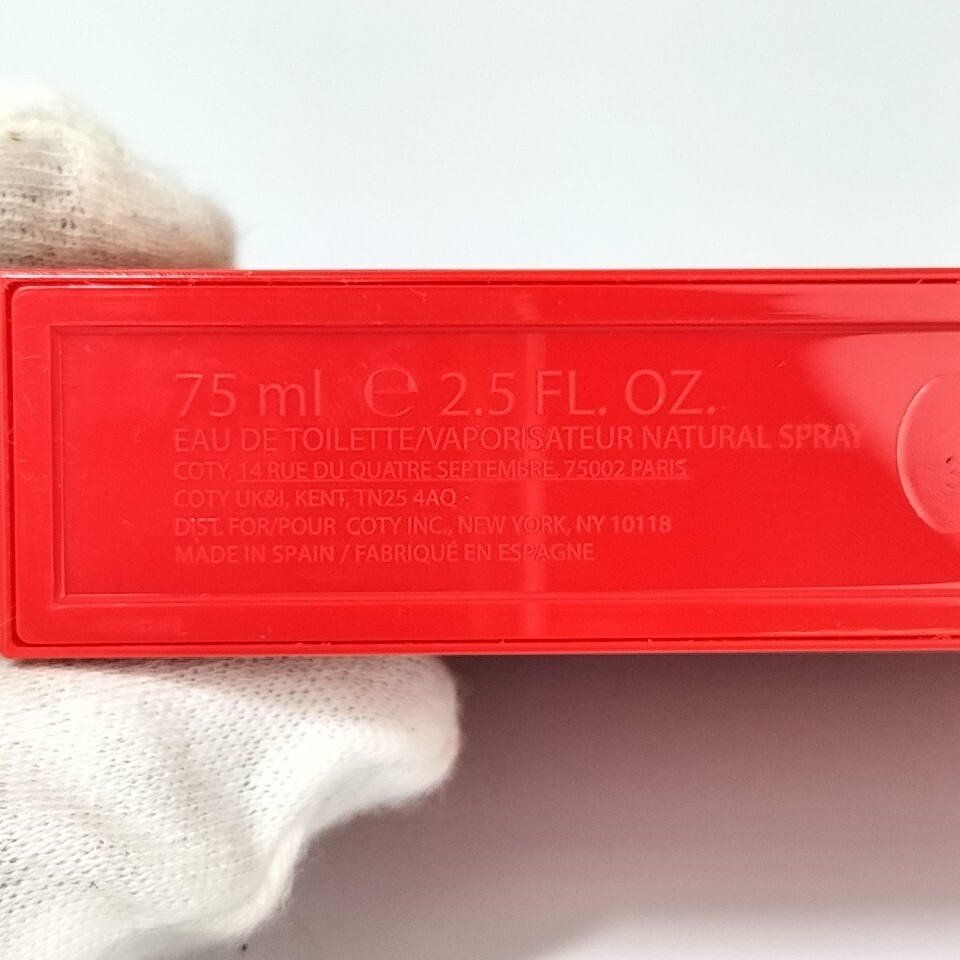 75 ml ℮ 2.5 FL. OZ.
EAU DE TOILETTE/VAPORISATEUR NATURAL SPRAY
COTY, 14 RUE DU QUATRE SEPTEMBRE, 75002 PARIS
COTY UK&I, KENT, TN25 4AQ
DIST. FOR/POUR COTY INC., NEW YORK, NY 10118
MADE IN SPAIN / FABRIQUÉ EN ESPAGNE